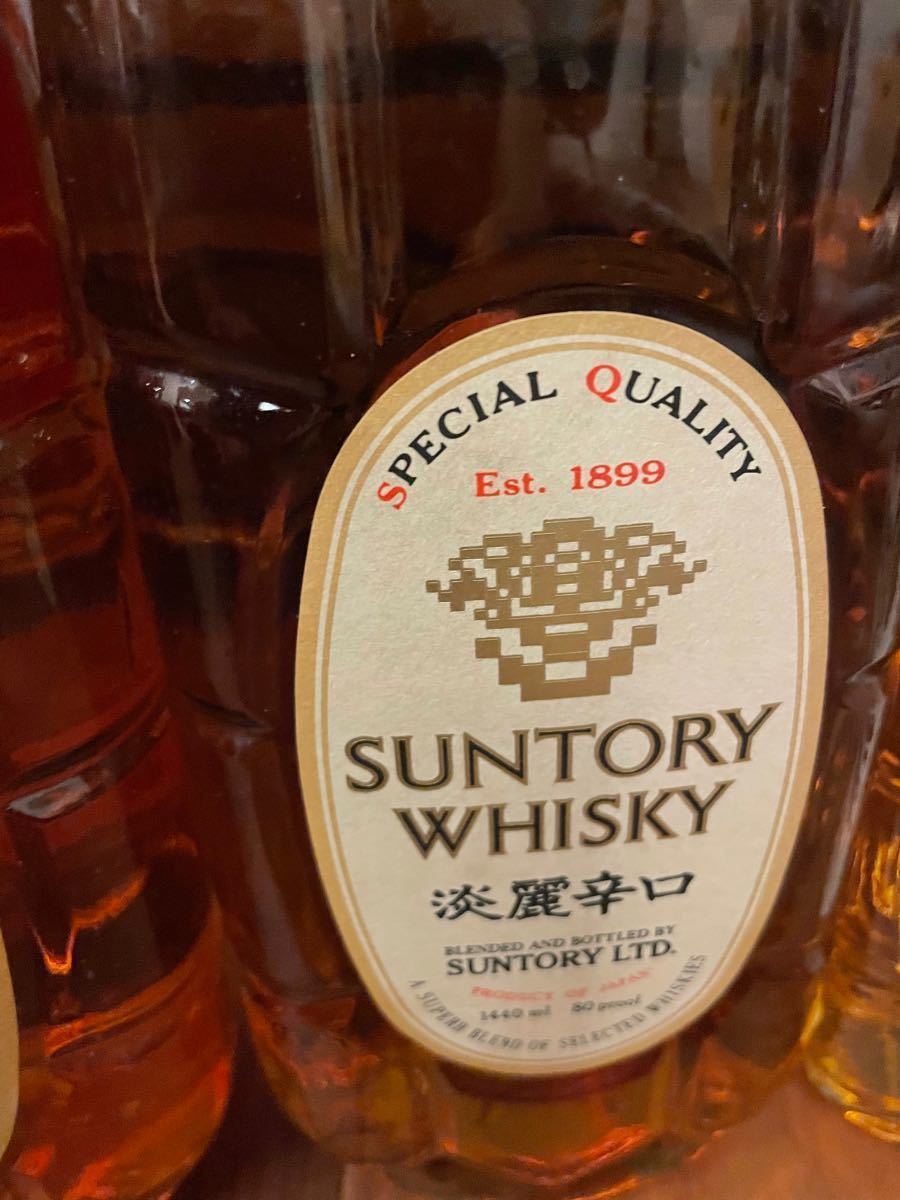 SPECIAL QUALITY
Est. 1899
SUNTORY
WHISKY
淡麗辛口
BLENDED AND BOTTLED BY
SUNTORY LTD.
PRODUCT OF JAPAN
1440 ml 80 proof
A SUPERB BLEND OF SELECTED WHISKIES